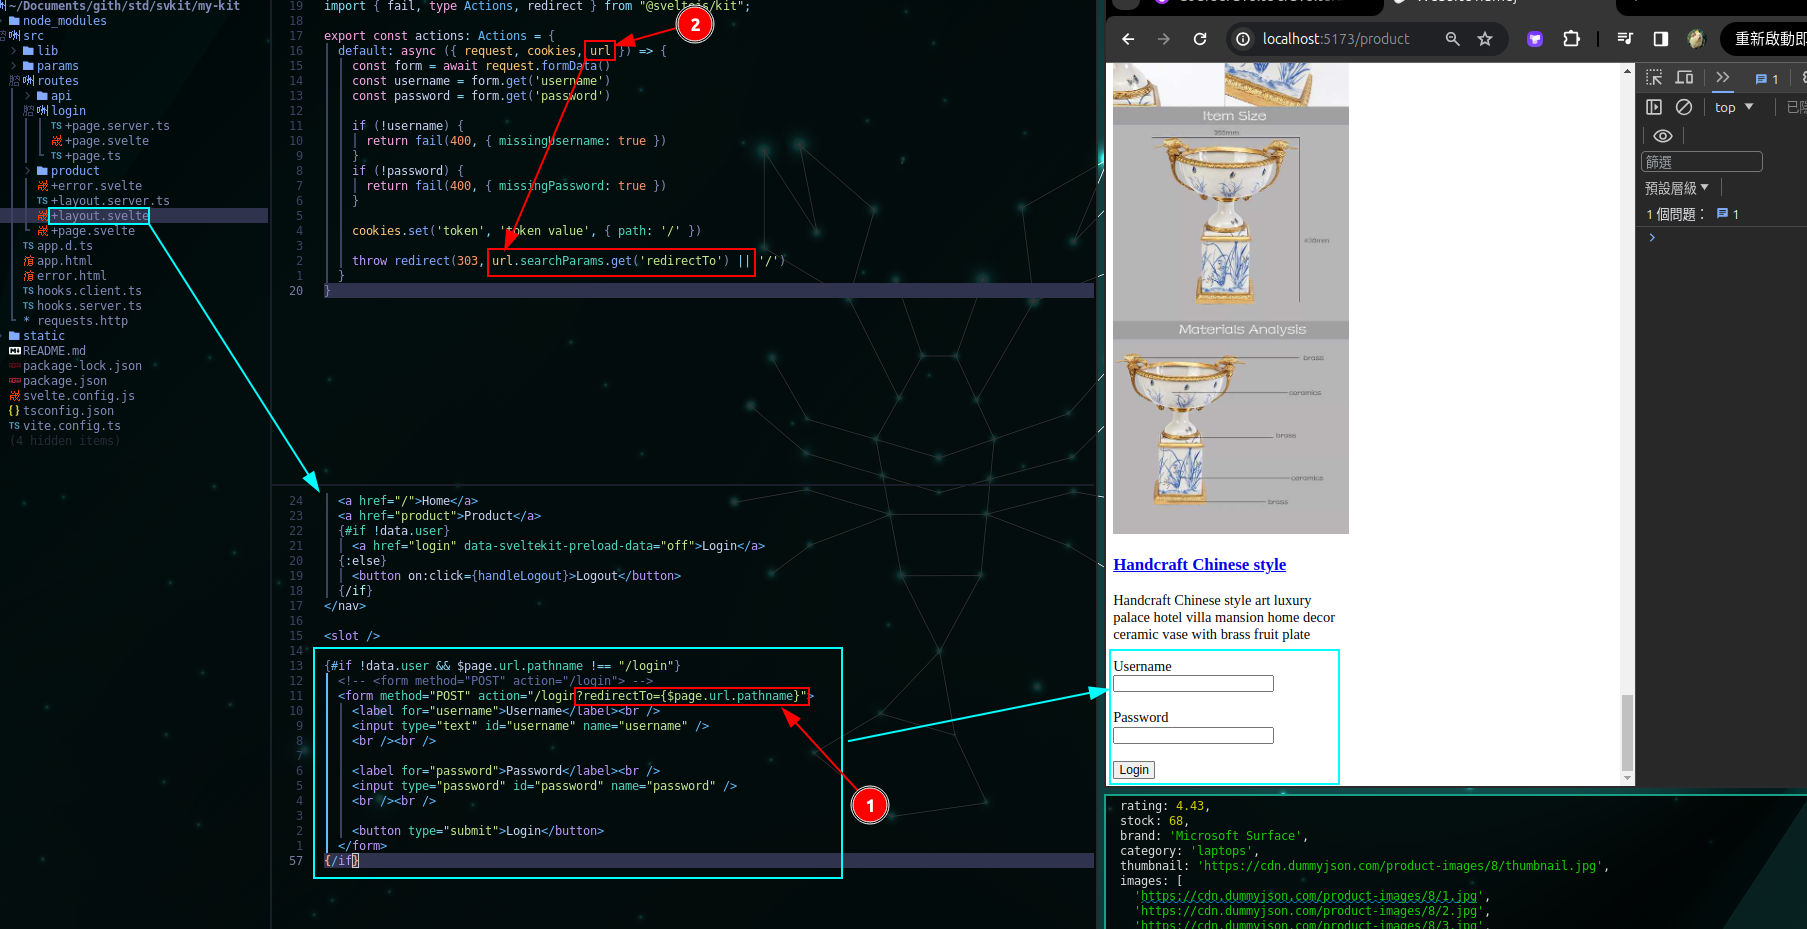 ~/Documents/gith/std/svkit/my-kit
node_modules
src
lib
params
routes
api
login
TS +page.server.ts
+page.svelte
TS +page.ts
product
+error.svelte
TS +layout.server.ts
+layout.svelte
+page.svelte
TS app.d.ts
app.html
error.html
TS hooks.client.ts
TS hooks.server.ts
* requests.http
static
README.md
package-lock.json
package.json
svelte.config.js
{} tsconfig.json
TS vite.config.ts
(4 hidden items)
19 import { fail, type Actions, redirect } from "@sveltejs/kit";
18
17 export const actions: Actions = {
16 default: async ({ request, cookies, url }) => {
15 const form = await request.formData()
14 const username = form.get('username')
13 const password = form.get('password')
12
11 if (!username) {
10 return fail(400, { missingUsername: true })
9 }
8 if (!password) {
7 return fail(400, { missingPassword: true })
6 }
5
4 cookies.set('token', 'token value', { path: '/' })
3
2 throw redirect(303, url.searchParams.get('redirectTo') || '/')
1 }
20 }
2
24 <a href="/">Home</a>
23 <a href="product">Product</a>
22 {#if !data.user}
21 <a href="login" data-sveltekit-preload-data="off">Login</a>
20 {:else}
19 <button on:click={handleLogout}>Logout</button>
18 {/if}
17 </nav>
16
15 <slot />
14
13 {#if !data.user && $page.url.pathname !== "/login"}
12 <!-- <form method="POST" action="/login"> -->
11 <form method="POST" action="/login?redirectTo={$page.url.pathname}">
10 <label for="username">Username</label><br />
9 <input type="text" id="username" name="username" />
8 <br /><br />
7
6 <label for="password">Password</label><br />
5 <input type="password" id="password" name="password" />
4 <br /><br />
3
2 <button type="submit">Login</button>
1 </form>
57 {/if}
1
localhost:5173/product
重新啟動即
Item Size
355mm
Materials Analysis
brass
ceramics
brass
ceramics
brass
Handcraft Chinese style
Handcraft Chinese style art luxury
palace hotel villa mansion home decor
ceramic vase with brass fruit plate
Username
Password
Login
1
top
篩選
預設層級
1 個問題： 1
rating: 4.43,
stock: 68,
brand: 'Microsoft Surface',
category: 'laptops',
thumbnail: 'https://cdn.dummyjson.com/product-images/8/thumbnail.jpg',
images: [
'https://cdn.dummyjson.com/product-images/8/1.jpg',
'https://cdn.dummyjson.com/product-images/8/2.jpg',
'https://cdn.dummyjson.com/product-images/8/3.jpg',